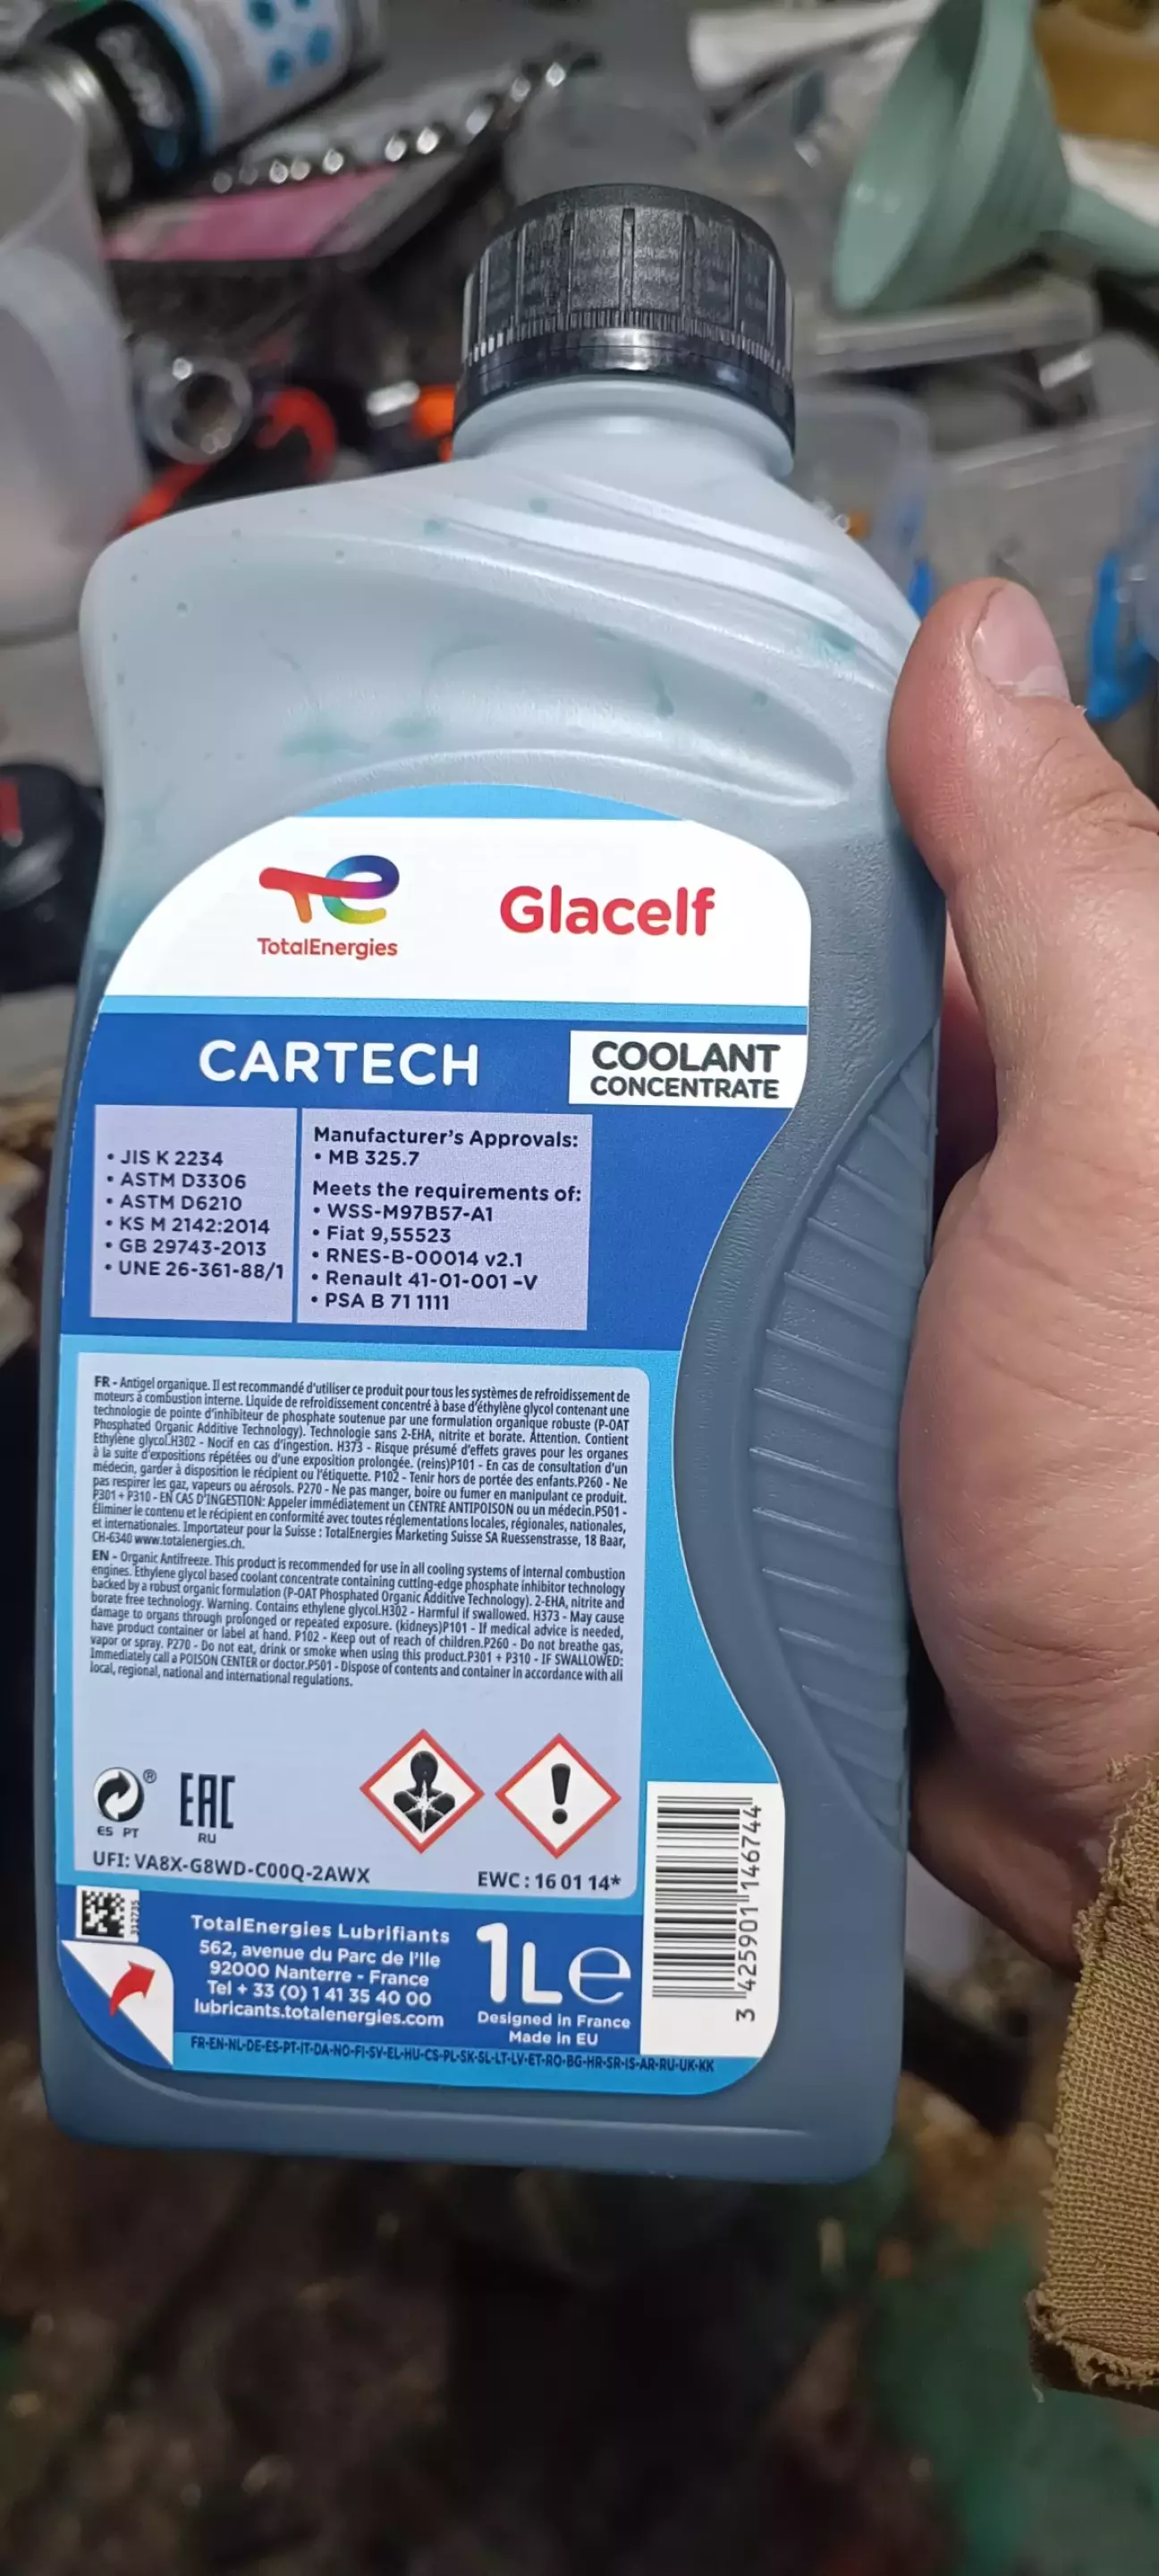 TotalEnergies
Glacelf
CARTECH
COOLANT
CONCENTRATE
• JIS K 2234
• ASTM D3306
• ASTM D6210
• KS M 2142:2014
• GB 29743-2013
• UNE 26-361-88/1
Manufacturer's Approvals:
• MB 325.7
Meets the requirements of:
• WSS-M97B57-A1
• Fiat 9,55523
• RNES-B-00014 v2.1
• Renault 41-01-001 -V
• PSA B 71 1111
FR - Antigel organique. Il est recommandé d'utiliser ce produit pour tous les systèmes de refroidissement de
moteurs à combustion interne. Liquide de refroidissement concentré à base d'éthylène glycol contenant une
technologie de pointe d'inhibiteur de phosphate soutenue par une formulation organique robuste (P-OAT
Phosphated Organic Additive Technology). Technologie sans 2-EHA, nitrite et borate. Attention. Contient
Ethylène glycol.H302 - Nocif en cas d'ingestion. H373 - Risque présumé d'effets graves pour les organes
à la suite d'expositions répétées ou d'une exposition prolongée. (reins)P101 - En cas de consultation d'un
médecin, garder à disposition le récipient ou l'étiquette. P102 - Tenir hors de portée des enfants.P260 - Ne
pas respirer les gaz, vapeurs ou aérosols. P270 - Ne pas manger, boire ou fumer en manipulant ce produit.
P301 + P310 - EN CAS D'INGESTION: Appeler immédiatement un CENTRE ANTIPOISON ou un médecin.P501 -
Éliminer le contenu et le récipient en conformité avec toutes réglementations locales, régionales, nationales,
et internationales. Importateur pour la Suisse : TotalEnergies Marketing Suisse SA Ruessenstrasse, 18 Baar,
CH-6340 www.totalenergies.ch.
EN - Organic Antifreeze. This product is recommended for use in all cooling systems of internal combustion
engines. Ethylene glycol based coolant concentrate containing cutting-edge phosphate inhibitor technology
backed by a robust organic formulation (P-OAT Phosphated Organic Additive Technology). 2-EHA, nitrite and
borate free technology. Warning. Contains ethylene glycol.H302 - Harmful if swallowed. H373 - May cause
damage to organs through prolonged or repeated exposure. (kidneys)P101 - If medical advice is needed,
have product container or label at hand. P102 - Keep out of reach of children.P260 - Do not breathe gas,
vapor or spray. P270 - Do not eat, drink or smoke when using this product.P301 + P310 - IF SWALLOWED:
Immediately call a POISON CENTER or doctor.P501 - Dispose of contents and container in accordance with all
local, regional, national and international regulations.
®
ES PT
EAC
RU
UFI: VA8X-G8WD-C00Q-2AWX
EWC : 16 01 14*
TotalEnergies Lubrifiants
562, avenue du Parc de l'Ile
92000 Nanterre - France
Tel + 33 (0) 1 41 35 40 00
lubricants.totalenergies.com
1L e
Designed in France
Made in EU
3 425901 146744
FR-EN-NL-DE-ES-PT-IT-DA-NO-FI-SV-EL-HU-CS-PL-SK-SL-LT-LV-ET-RO-BG-HR-SR-IS-AR-RU-UK-KK